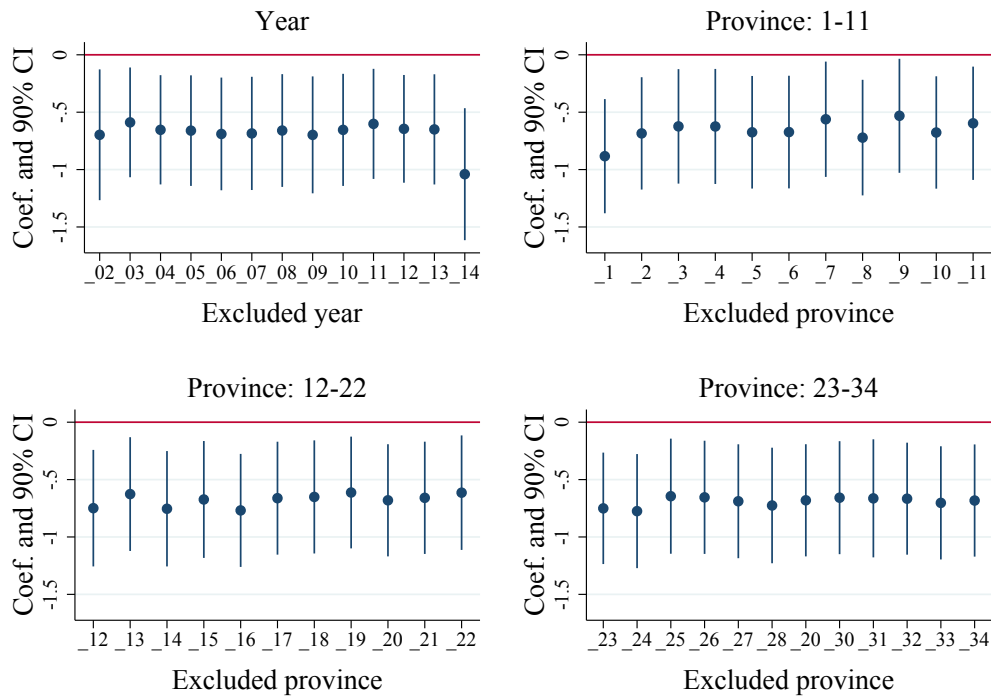 Year
Coef. and 90% CI
0
-.5
-1
-1.5
_02 _03 _04 _05 _06 _07 _08 _09 _10 _11 _12 _13 _14
Excluded year
Province: 1-11
Coef. and 90% CI
0
-.5
-1
-1.5
_1 _2 _3 _4 _5 _6 _7 _8 _9 _10 _11
Excluded province
Province: 12-22
Coef. and 90% CI
0
-.5
-1
-1.5
_12 _13 _14 _15 _16 _17 _18 _19 _20 _21 _22
Excluded province
Province: 23-34
Coef. and 90% CI
0
-.5
-1
-1.5
_23 _24 _25 _26 _27 _28 _20 _30 _31 _32 _33 _34
Excluded province